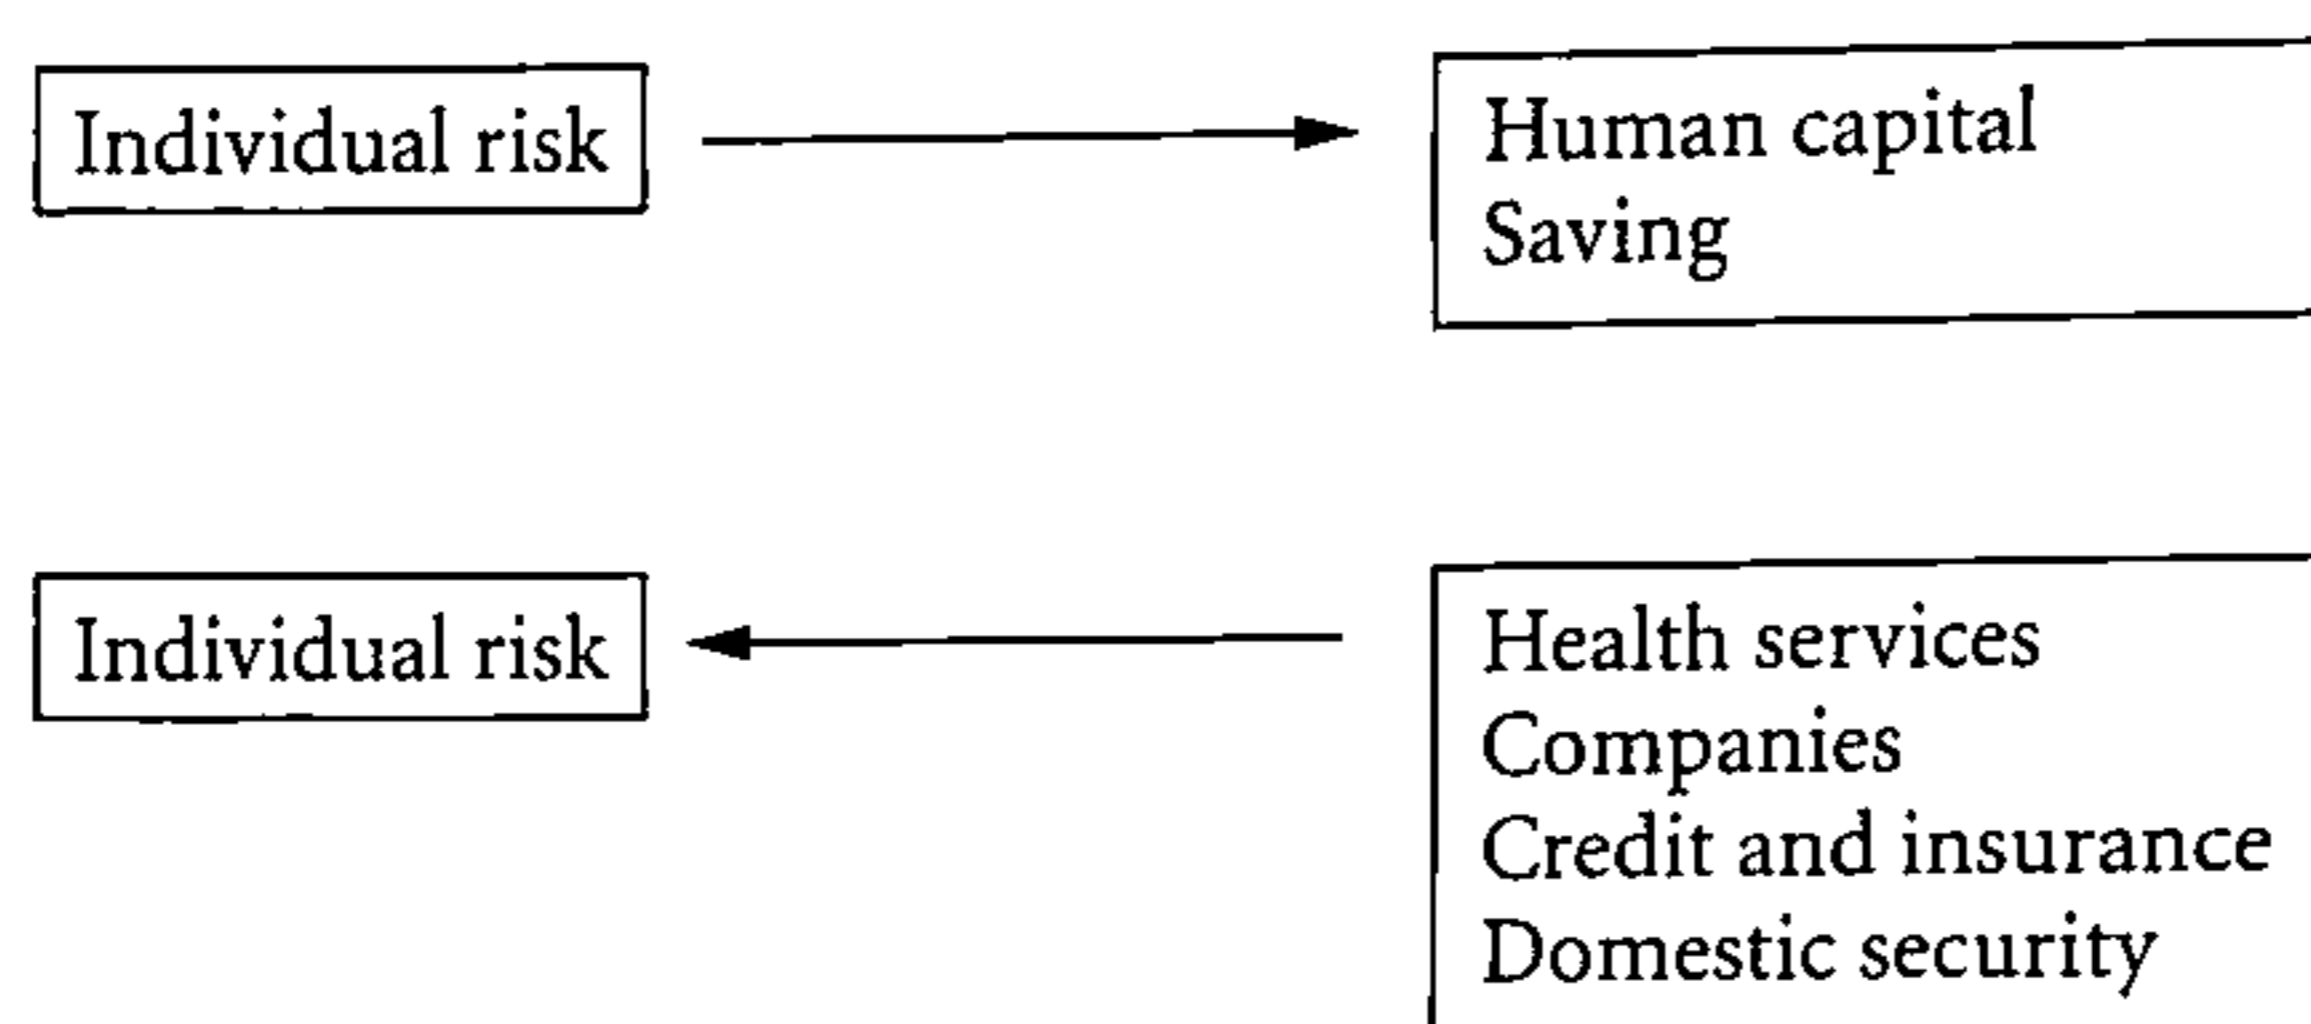 Individual risk
Human capital
Saving
Individual risk
Health services
Companies
Credit and insurance
Domestic security